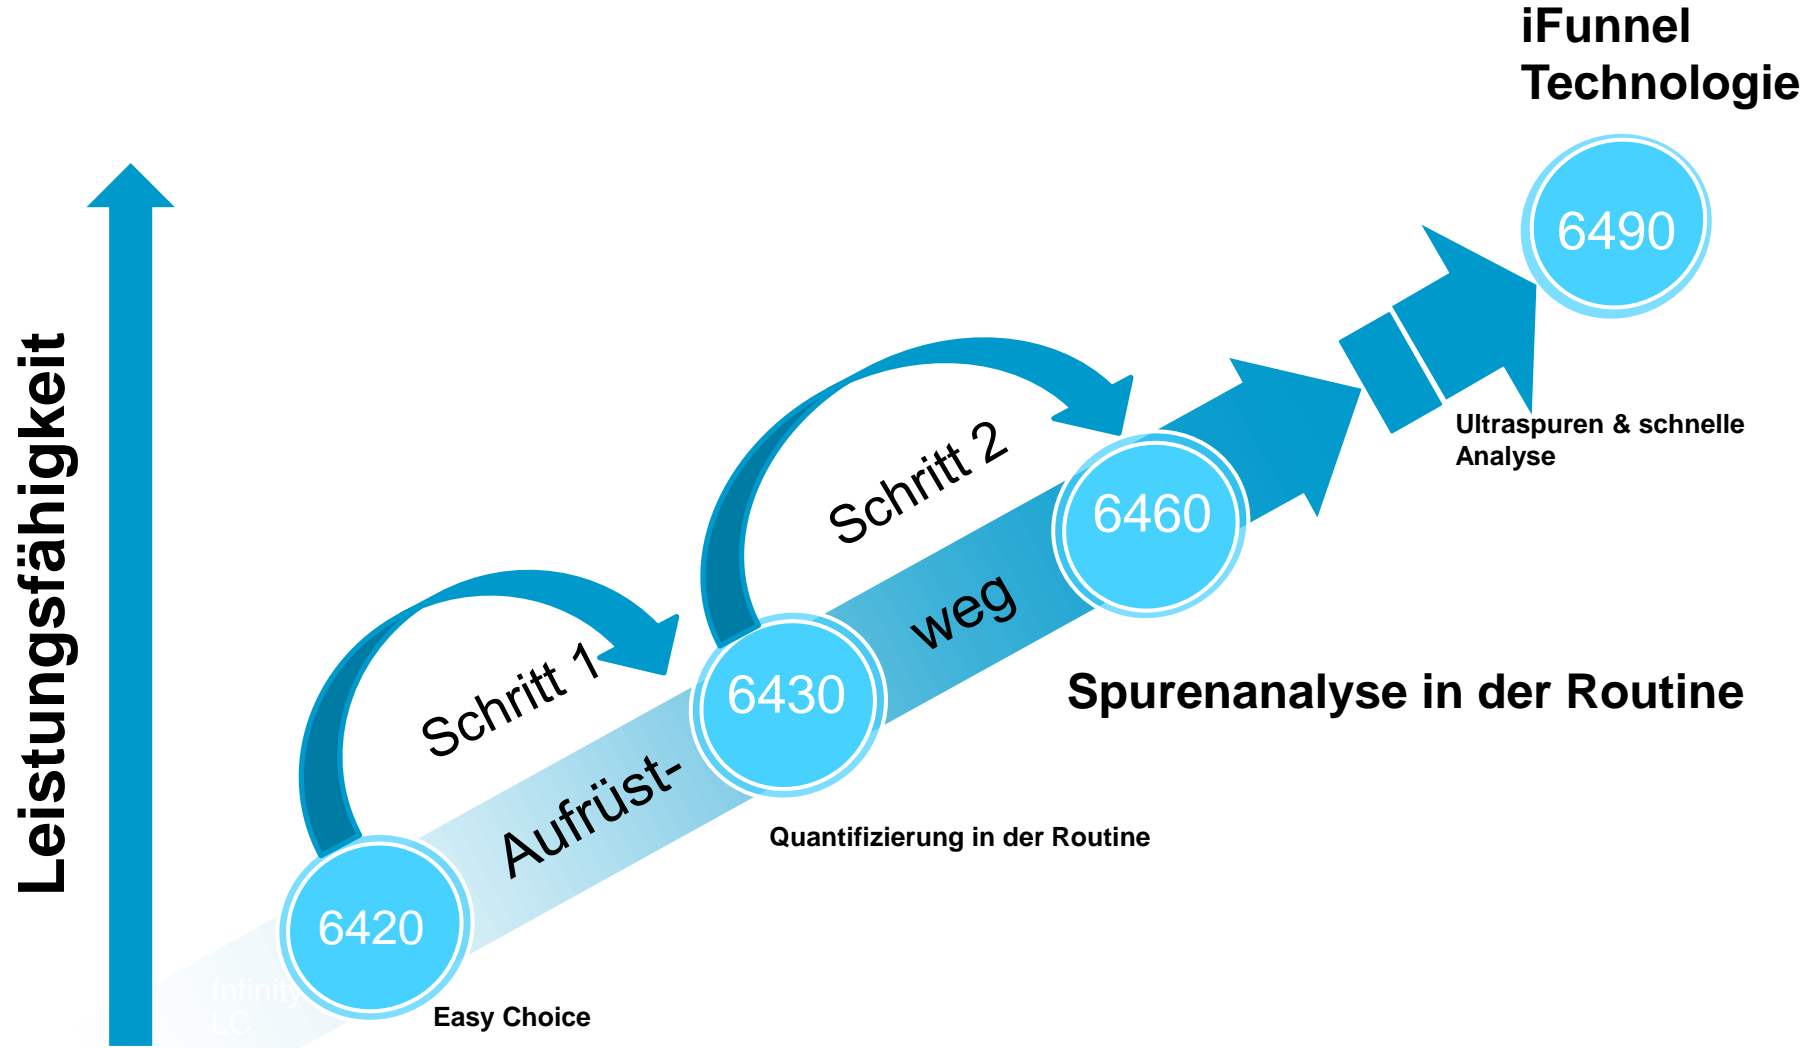 iFunnel
Technologie
6490
Leistungsfähigkeit
Ultraspuren & schnelle
Analyse
Schritt 2
6460
weg
Schritt 1
6430
Spurenanalyse in der Routine
Aufrüst-
Quantifizierung in der Routine
6420
Infinity
LC
Easy Choice